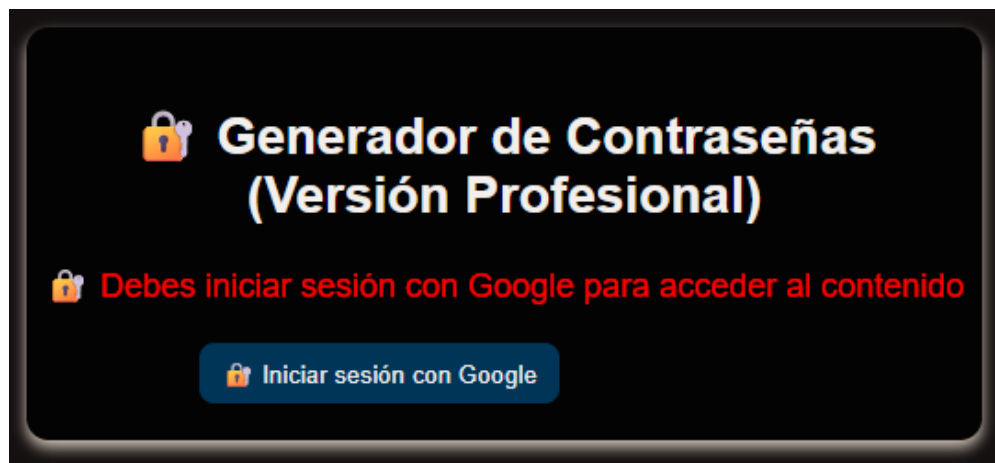 🔐 Generador de Contraseñas
(Versión Profesional)
🔐 Debes iniciar sesión con Google para acceder al contenido
🔐 Iniciar sesión con Google